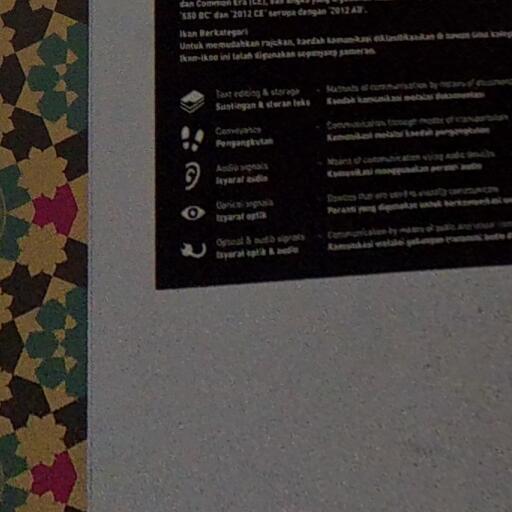 dan Common Era (CE), dan
'550 BC' dan '2012 CE' serupa dengan '2012 AD'.
Ikon Berkategori
Untuk memudahkan rujukan, kaedah komunikasi diklasifikasikan di bawah lima
Ikon-ikon ini telah digunakan sepanjang pameran.
Text editing & storage - Methods of communication by means of
Suntingan & storan teks Kaedah komunikasi melalui
Conveyance - Communication through modes of transportation
Pengangkutan Komunikasi melalui kaedah pengangkutan
Audio signals - Means of communication using audio devices
Isyarat audio Komunikasi menggunakan peranti audio
Optical signals - Devices that are used to visually communicate
Isyarat optik Peranti yang digunakan untuk berkomunikasi
Optical & audio signals - Communication by means of audio and visual
Isyarat optik & audio Komunikasi melalui gabungan